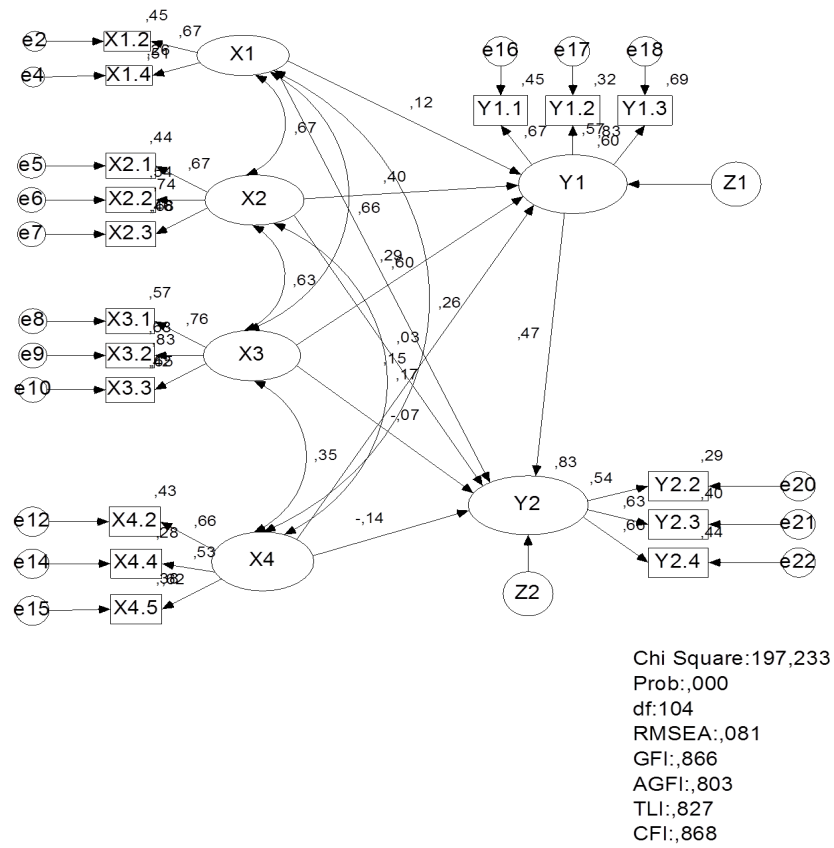 ,45
e2 X1.2 ,67
X1
e4 X1.4
e16 e17 e18
,45 ,32 ,69
Y1.1 Y1.2 Y1.3
,67 ,57 ,83
,60
,12
,67
,44
e5 X2.1 ,67
,74
e6 X2.2
X2
e7 X2.3
,40
Y1
Z1
,66
,29
,60
,63
,26
,57
e8 X3.1 ,76
,83
e9 X3.2
X3
e10 X3.3
,47
,03
,15
,17
-,07
,35
,43
e12 X4.2 ,66
,28
,53
e14 X4.4
X4
e15 X4.5
-,14
,83
Y2
Z2
,54
,63
,66
,29
Y2.2 e20
,40
Y2.3 e21
,44
Y2.4 e22
Chi Square:197,233
Prob:,000
df:104
RMSEA:,081
GFI:,866
AGFI:,803
TLI:,827
CFI:,868